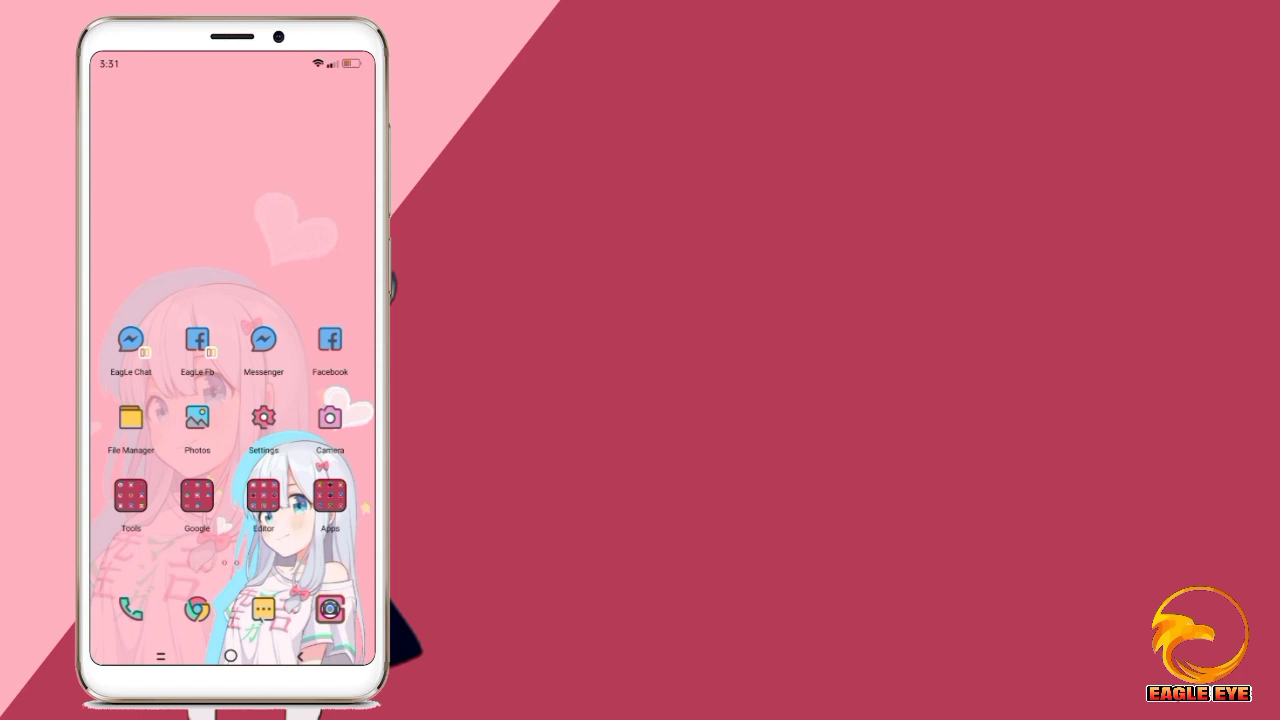 3:31
EagLe Chat
EagLe Fb
Messenger
Facebook
File Manager
Photos
Settings
Camera
Tools
Google
Editor
Apps
EAGLE EYE